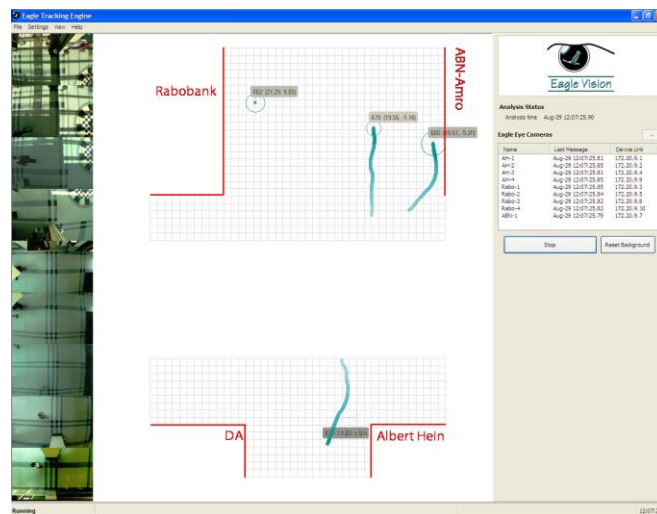 Eagle Tracking Engine
File Settings View Help
Rabobank
ABN-Amro
DA
Albert Hein
Eagle Vision
Analysis Status
Analysis time Aug-29 12:07:25.90
Eagle Eye Cameras
Name Last Message Device Link
AH-1 Aug-29 12:07:25.81 172.20.9.1
AH-2 Aug-29 12:07:25.85 172.20.9.2
AH-3 Aug-29 12:07:25.81 172.20.9.4
AH-4 Aug-29 12:07:25.85 172.20.9.9
Rabo-1 Aug-29 12:07:25.85 172.20.9.3
Rabo-2 Aug-29 12:07:25.84 172.20.9.5
Rabo-3 Aug-29 12:07:25.82 172.20.9.8
Rabo-4 Aug-29 12:07:25.82 172.20.9.10
ABN-1 Aug-29 12:07:25.79 172.20.9.7
Stop Reset Background
Running